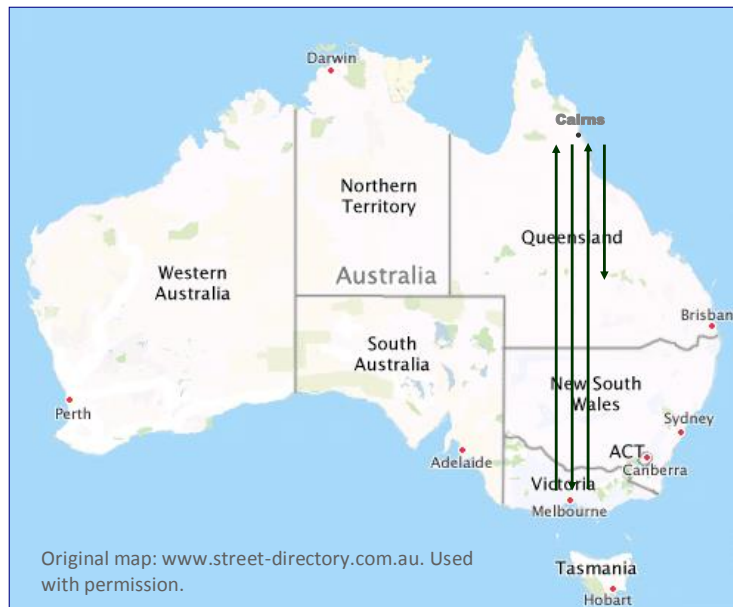 Darwin
Cairns
Northern
Territory
Queensland
Western
Australia
Australia
Brisban
South
Australia
New South
Wales
Perth
Sydney
ACT
Adelaide
Canberra
Victoria
Melbourne
Original map: www.street-directory.com.au. Used
with permission.
Tasmania
Hobart